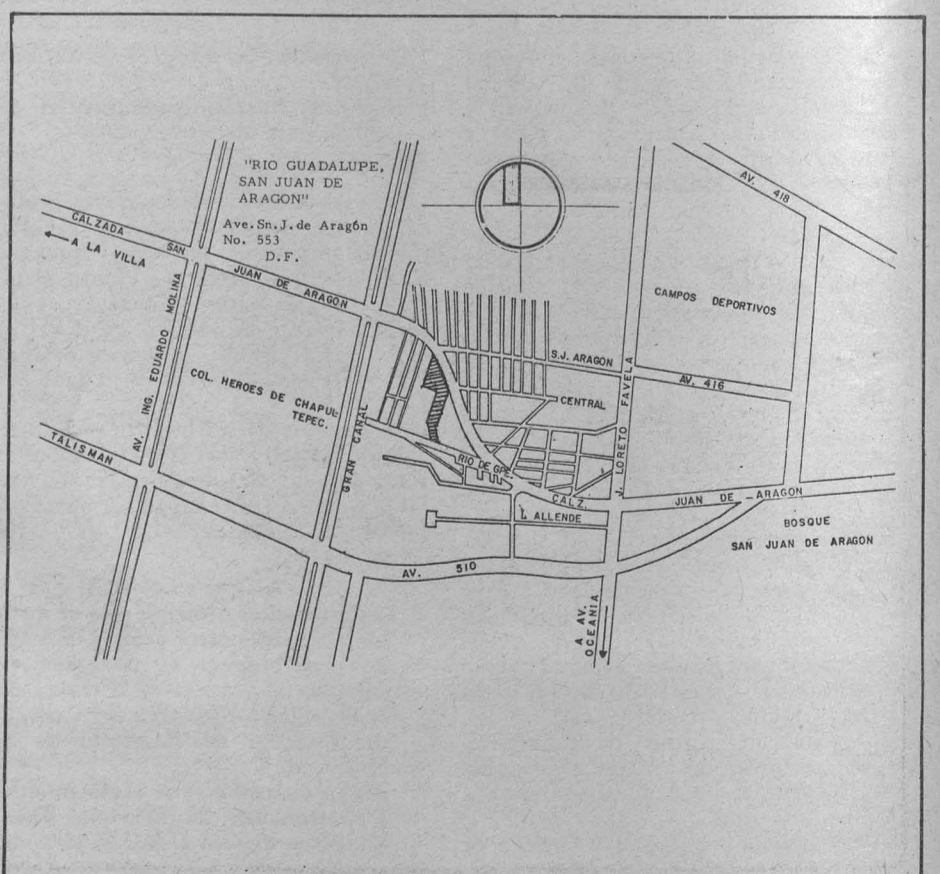 "RIO GUADALUPE,
SAN JUAN DE
ARAGON"
Ave.Sn.J.de Aragón
No. 553
D.F.
AV. 418
CALZADA SAN JUAN DE ARAGON
A LA VILLA
CAMPOS DEPORTIVOS
AV. ING. EDUARDO MOLINA
S.J. ARAGON
AV. 416
COL. HEROES DE CHAPUL
TEPEC.
CENTRAL
J. LORETO FAVELA
GRAN CANAL
TALISMAN
RIO DE GPE
CALZ. JUAN DE ARAGON
ALLENDE
BOSQUE
SAN JUAN DE ARAGON
AV. 510
A AV.
OCEANIA